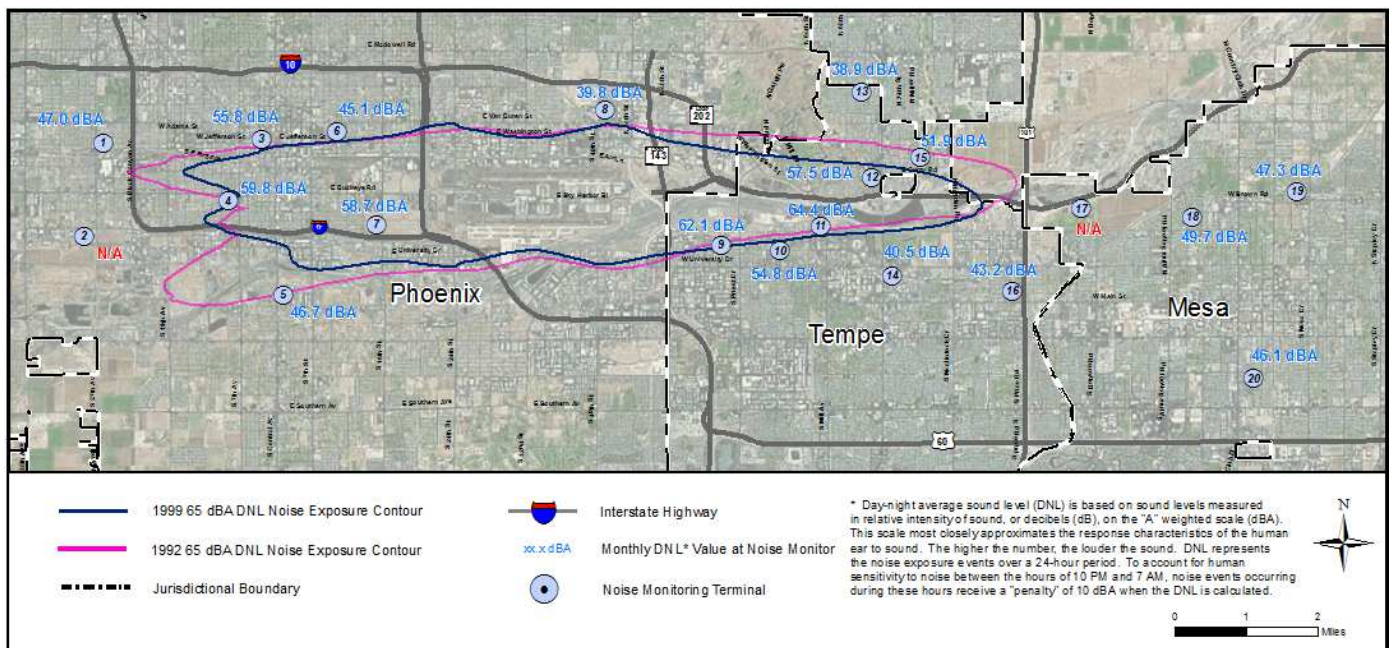 E McDowell Rd
10
38.9 dBA
13
39.8 dBA
8
45.1 dBA
55.8 dBA
47.0 dBA
6
3
1
W Adams St
W Jefferson St
E Jefferson St
E Van Buren St
E Washington St
LOOP
202
143
101
51.9 dBA
15
57.5 dBA
12
47.3 dBA
W Brown Rd
19
59.8 dBA
4
E Buckeye Rd
58.7 dBA
7
E Sky Harbor Bl
62.1 dBA
64.4 dBA
11
9
10
17
N/A
18
49.7 dBA
2
N/A
E University Dr
W University Dr
54.8 dBA
40.5 dBA
14
43.2 dBA
16
W Main St
5
46.7 dBA
Phoenix
Tempe
Mesa
46.1 dBA
20
E Southern Av
E Southern Ave
E Southern Av
60
1999 65 dBA DNL Noise Exposure Contour
1992 65 dBA DNL Noise Exposure Contour
Jurisdictional Boundary
Interstate Highway
xx.x dBA
Monthly DNL* Value at Noise Monitor
Noise Monitoring Terminal
* Day-night average sound level (DNL) is based on sound levels measured
in relative intensity of sound, or decibels (dB), on the "A" weighted scale (dBA).
This scale most closely approximates the response characteristics of the human
ear to sound. The higher the number, the louder the sound. DNL represents
the noise exposure events over a 24-hour period. To account for human
sensitivity to noise between the hours of 10 PM and 7 AM, noise events occurring
during these hours receive a "penalty" of 10 dBA when the DNL is calculated.
N
0 1 2
Miles